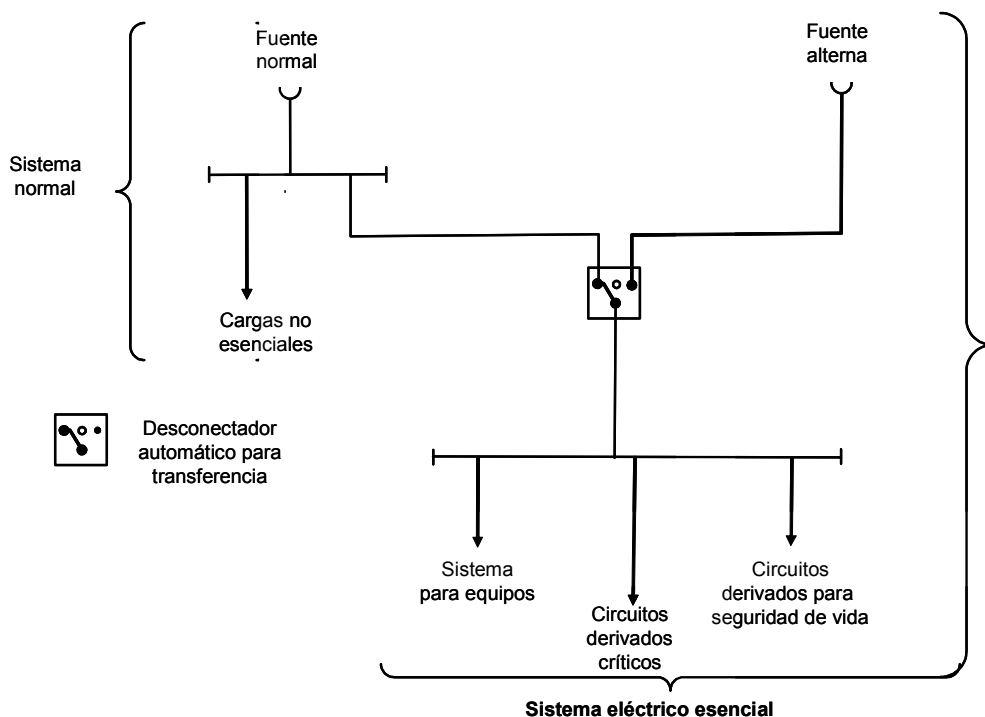 Fuente
normal
Fuente
alterna
Sistema
normal
Cargas no
esenciales
Desconectador
automático para
transferencia
Sistema
para equipos
Circuitos
derivados
críticos
Circuitos
derivados para
seguridad de vida
Sistema eléctrico esencial